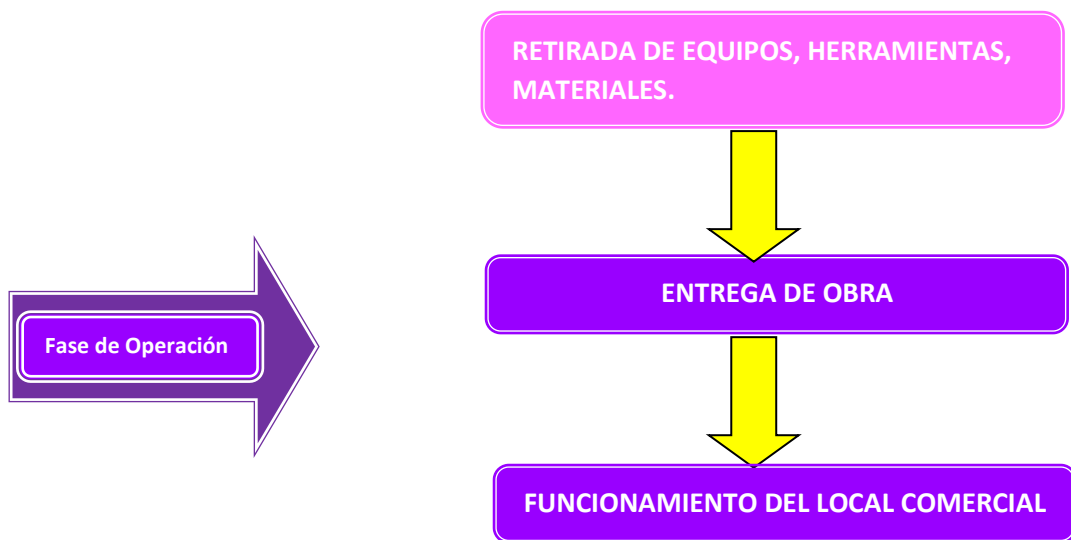 RETIRADA DE EQUIPOS, HERRAMIENTAS,
MATERIALES.
ENTREGA DE OBRA
Fase de Operación
FUNCIONAMIENTO DEL LOCAL COMERCIAL